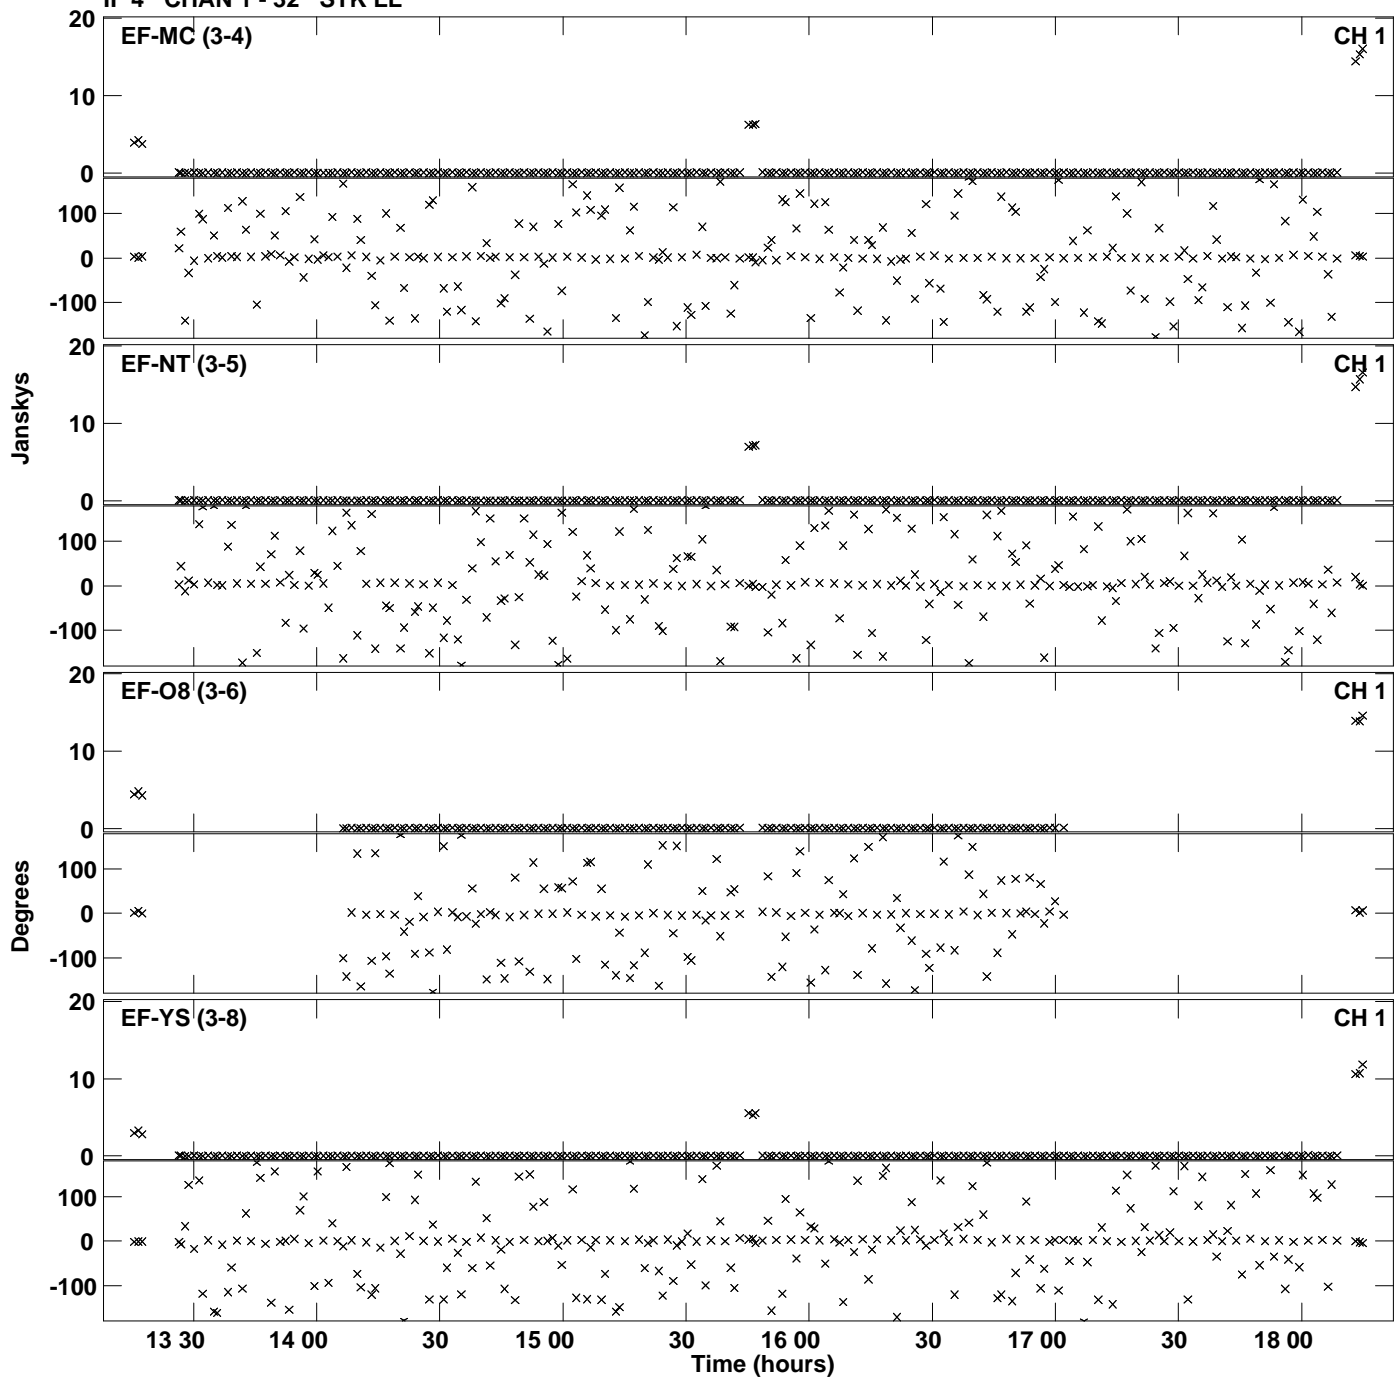 IF 4 CHAN 1 - 32 STK LL
20
EF-MC (3-4)
CH 1
10
0
100
0
-100
20
EF-NT (3-5)
CH 1
10
0
100
0
-100
Janskys
20
EF-O8 (3-6)
CH 1
10
0
100
0
-100
Degrees
20
EF-YS (3-8)
CH 1
10
0
100
0
-100
13 30 14 00 30 15 00 30 16 00 30 17 00 30 18 00
Time (hours)